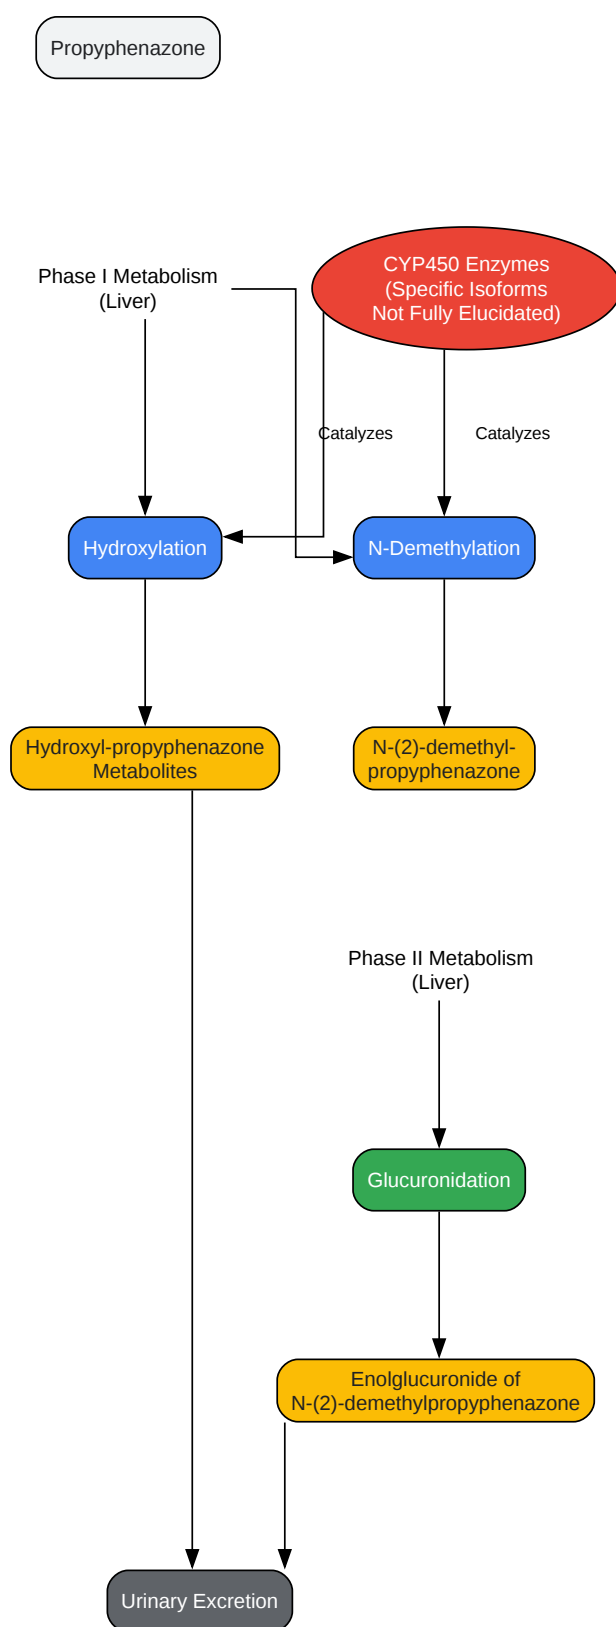 Propyphenazone
Phase I Metabolism
(Liver)
CYP450 Enzymes
(Specific Isoforms
Not Fully Elucidated)
Catalyzes
Catalyzes
Hydroxylation
N-Demethylation
Hydroxyl-propyphenazone
Metabolites
N-(2)-demethyl-
propyphenazone
Phase II Metabolism
(Liver)
Glucuronidation
Enolglucuronide of
N-(2)-demethylpropyphenazone
Urinary Excretion